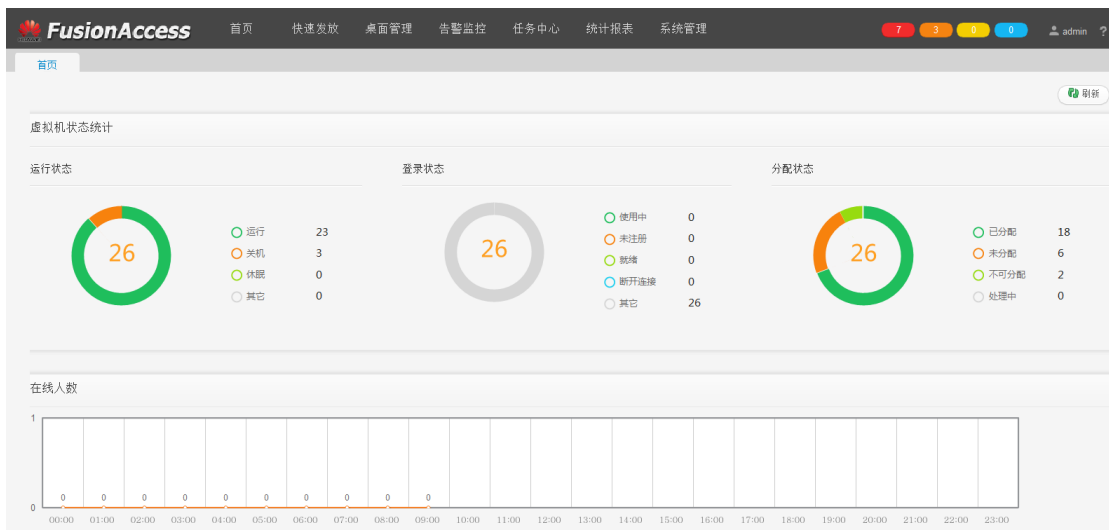 FusionAccess 首页 快速发放 桌面管理 告警监控 任务中心 统计报表 系统管理 7 3 0 0 admin ?
首页
刷新
虚拟机状态统计
运行状态
26
运行 23
关机 3
休眠 0
其它 0
登录状态
26
使用中 0
未注册 0
就绪 0
断开连接 0
其它 26
分配状态
26
已分配 18
未分配 6
不可分配 2
处理中 0
在线人数
1
0 0 0 0 0 0 0 0 0 0
0
00:00 01:00 02:00 03:00 04:00 05:00 06:00 07:00 08:00 09:00 10:00 11:00 12:00 13:00 14:00 15:00 16:00 17:00 18:00 19:00 20:00 21:00 22:00 23:00